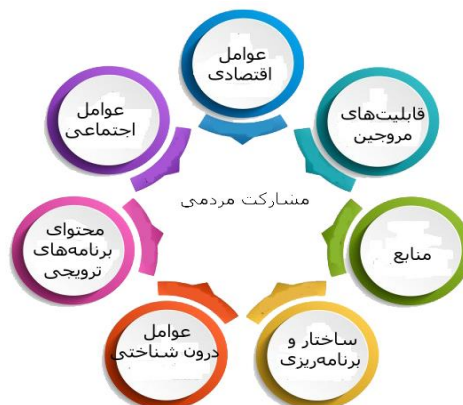 عوامل
اقتصادی
قابلیت‌های
مروجین
منابع
ساختار و
برنامه‌ریزی
عوامل
درون شناختی
محتوای
برنامه‌های
ترویجی
عوامل
اجتماعی
مشارکت مردمی